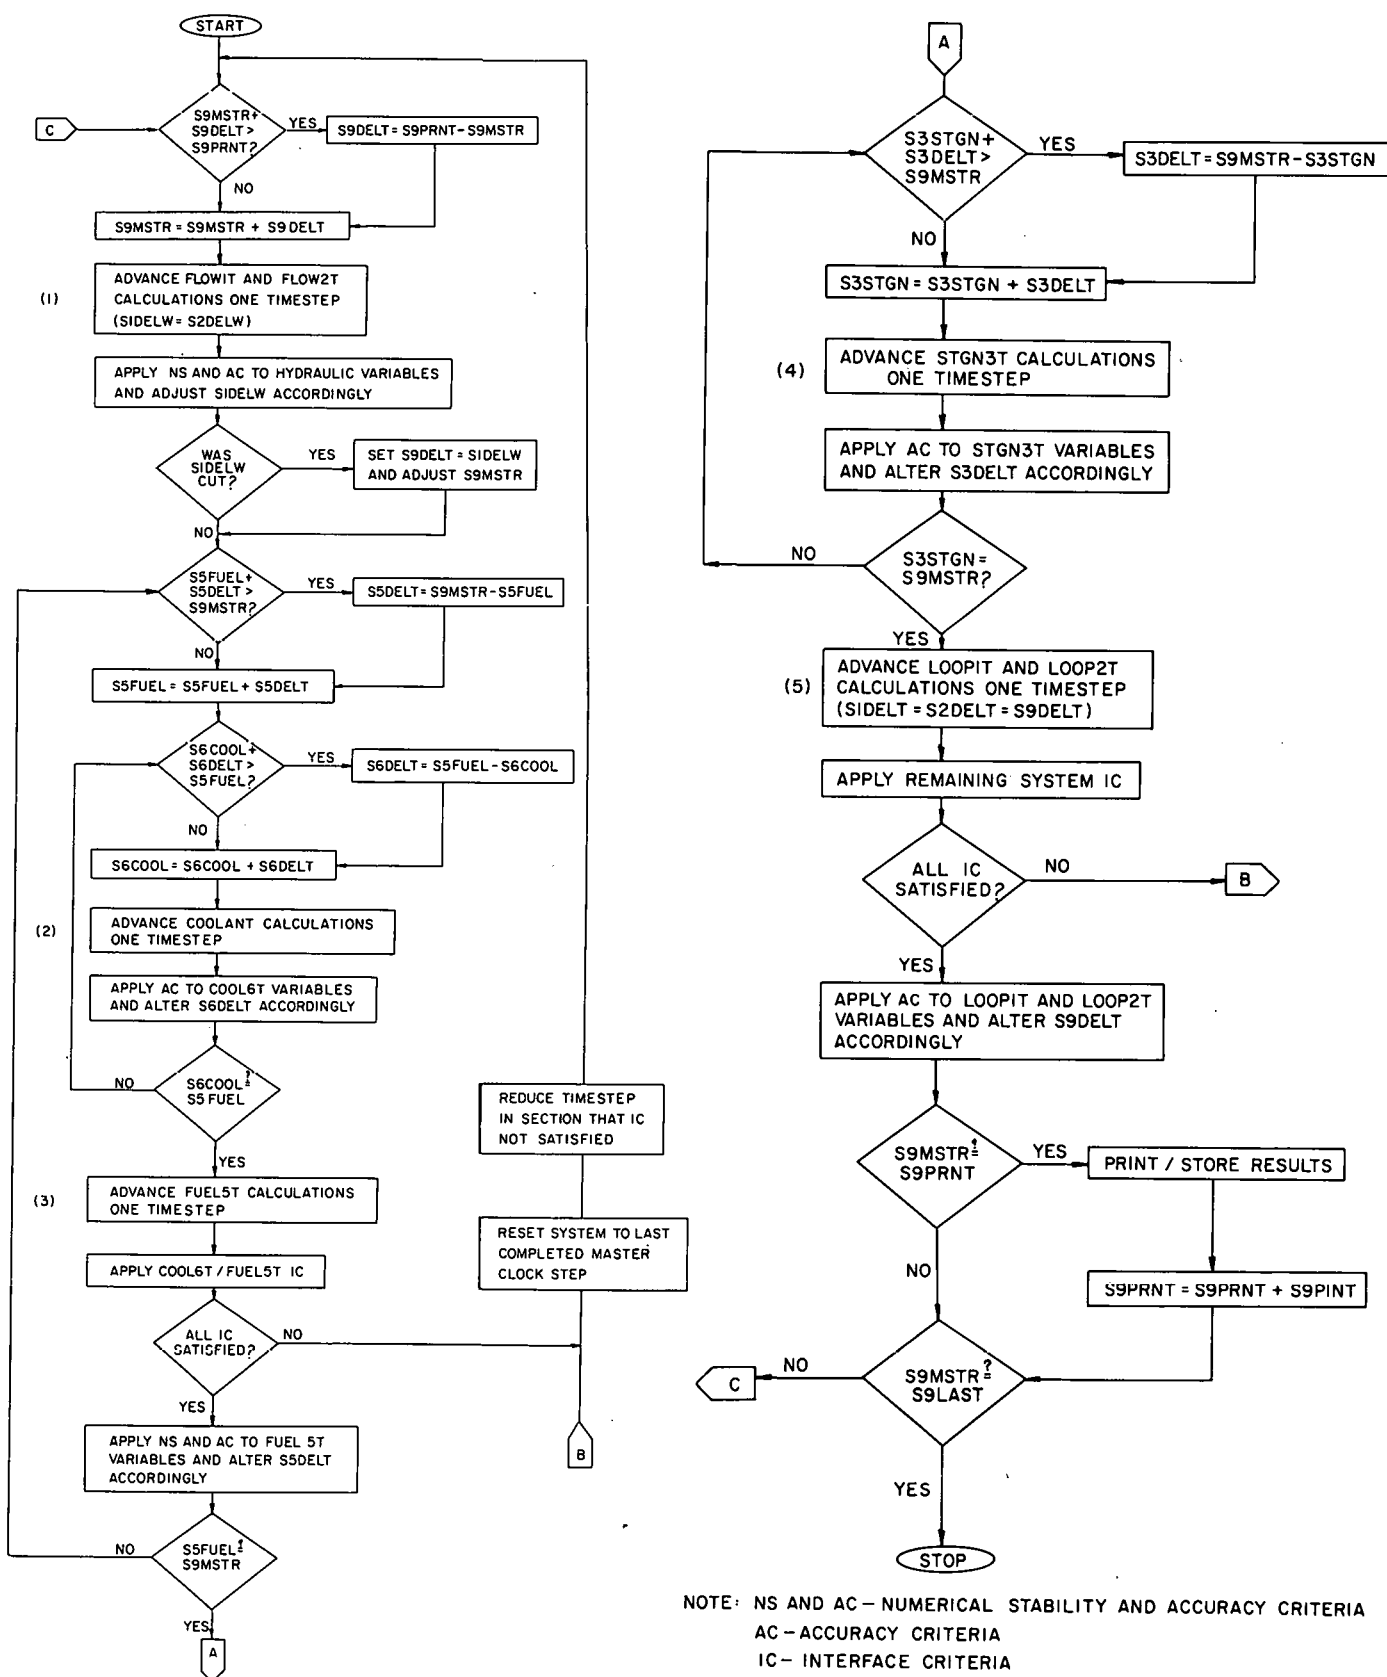 START
C
S9MSTR+
S9DELT>
S9PRNT?
YES
S9DELT=S9PRNT-S9MSTR
NO
S9MSTR=S9MSTR + S9DELT
(1)
ADVANCE FLOWIT AND FLOW2T
CALCULATIONS ONE TIMESTEP
(SIDELW=S2DELW)
APPLY NS AND AC TO HYDRAULIC VARIABLES
AND ADJUST SIDELW ACCORDINGLY
WAS
SIDELW
CUT?
YES
SET S9DELT=SIDELW
AND ADJUST S9MSTR
NO
S5FUEL+
S5DELT>
S9MSTR?
YES
S5DELT=S9MSTR-S5FUEL
NO
S5FUEL=S5FUEL + S5DELT
S6COOL+
S6DELT>
S5FUEL?
YES
S6DELT=S5FUEL-S6COOL
NO
S6COOL=S6COOL + S6DELT
(2)
ADVANCE COOLANT CALCULATIONS
ONE TIMESTEP
APPLY AC TO COOL6T VARIABLES
AND ALTER S6DELT ACCORDINGLY
NO
S6COOL≟
S5FUEL
YES
(3)
ADVANCE FUEL5T CALCULATIONS
ONE TIMESTEP
APPLY COOL6T/FUEL5T IC
ALL IC
SATISFIED?
NO
YES
APPLY NS AND AC TO FUEL 5T
VARIABLES AND ALTER S5DELT
ACCORDINGLY
NO
S5FUEL≟
S9MSTR
YES
A
REDUCE TIMESTEP
IN SECTION THAT IC
NOT SATISFIED
RESET SYSTEM TO LAST
COMPLETED MASTER
CLOCK STEP
B
A
S3STGN+
S3DELT>
S9MSTR
YES
S3DELT=S9MSTR-S3STGN
NO
S3STGN=S3STGN + S3DELT
(4)
ADVANCE STGN3T CALCULATIONS
ONE TIMESTEP
APPLY AC TO STGN3T VARIABLES
AND ALTER S3DELT ACCORDINGLY
NO
S3STGN=
S9MSTR?
YES
(5)
ADVANCE LOOPIT AND LOOP2T
CALCULATIONS ONE TIMESTEP
(SIDELT=S2DELT=S9DELT)
APPLY REMAINING SYSTEM IC
ALL IC
SATISFIED?
NO
B
YES
APPLY AC TO LOOPIT AND LOOP2T
VARIABLES AND ALTER S9DELT
ACCORDINGLY
S9MSTR≟
S9PRNT
YES
PRINT / STORE RESULTS
NO
S9PRNT=S9PRNT + S9PINT
S9MSTR≟
S9LAST
NO
C
YES
STOP
NOTE: NS AND AC – NUMERICAL STABILITY AND ACCURACY CRITERIA
AC – ACCURACY CRITERIA
IC – INTERFACE CRITERIA